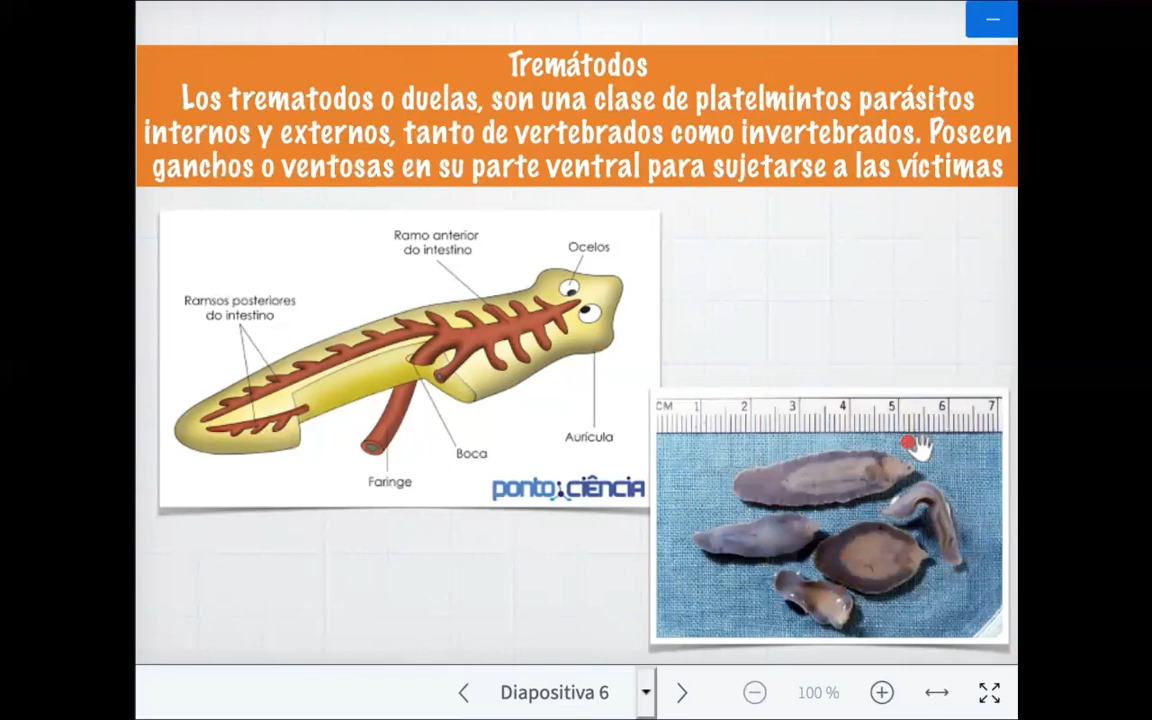 Tremátodos
Los trematodos o duelas, son una clase de platelmintos parásitos
internos y externos, tanto de vertebrados como invertebrados. Poseen
ganchos o ventosas en su parte ventral para sujetarse a las víctimas
Ramo anterior
do intestino
Ocelos
Ramsos posteriores
do intestino
CM 1 2 3 4 5 6 7
Aurícula
Boca
Faringe
ponto ciência
Diapositiva 6
100 %